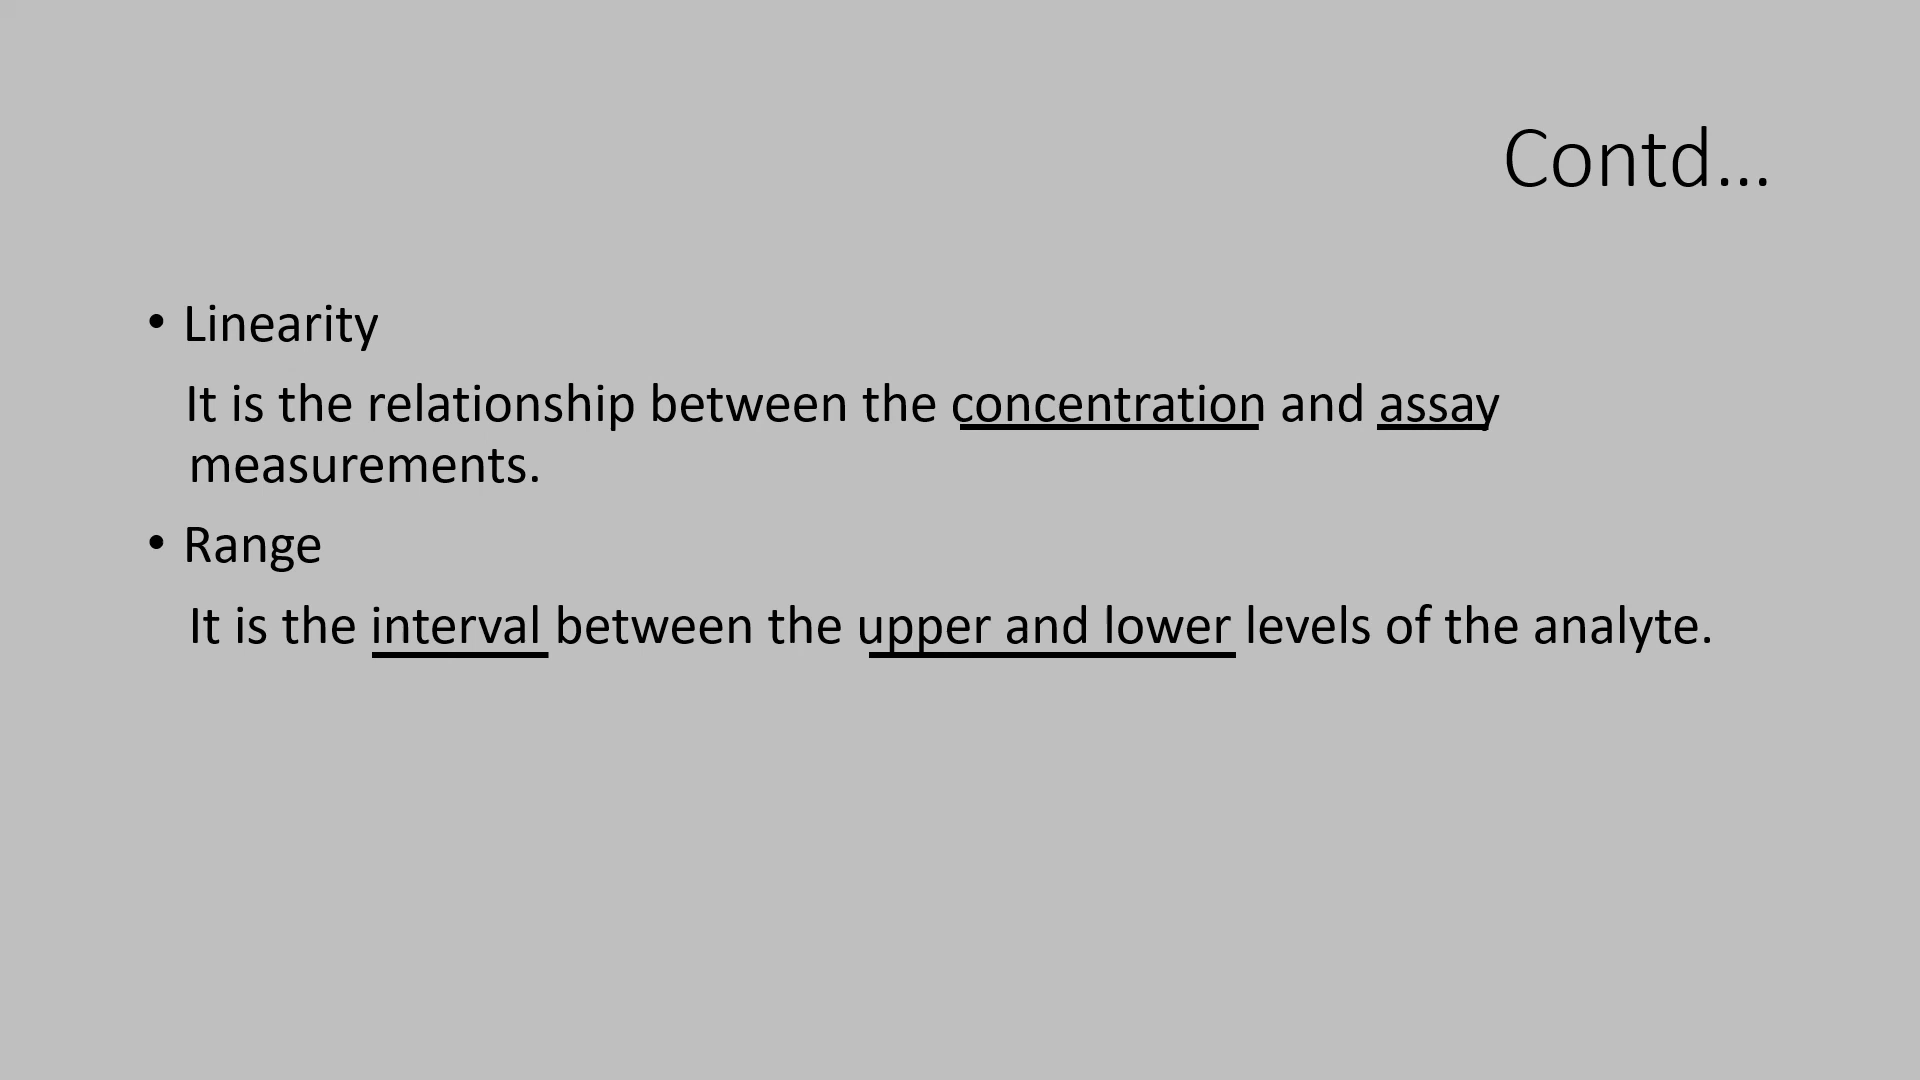 Contd...
• Linearity
It is the relationship between the concentration and assay
measurements.
• Range
It is the interval between the upper and lower levels of the analyte.